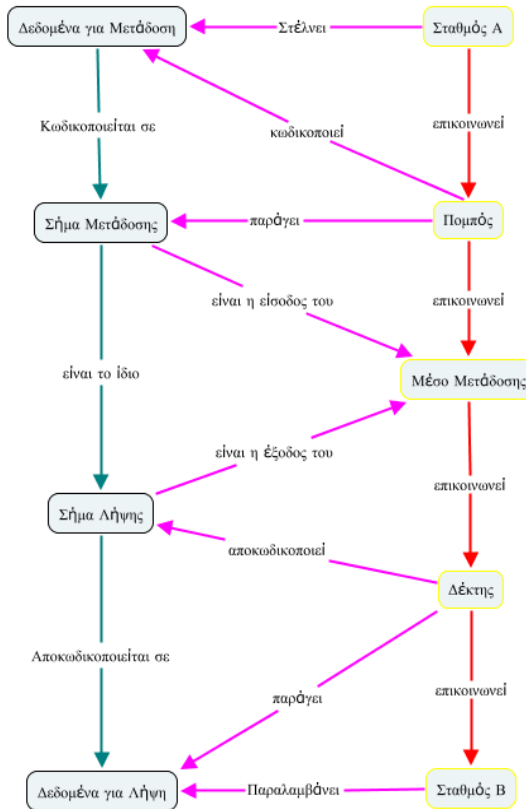 Δεδομένα για Μετάδοση
Στέλνει
Σταθμός Α
Κωδικοποιείται σε
κωδικοποιεί
επικοινωνεί
Σήμα Μετάδοσης
παράγει
Πομπός
είναι η είσοδος του
επικοινωνεί
είναι το ίδιο
Μέσο Μετάδοσης
είναι η έξοδος του
επικοινωνεί
Σήμα Λήψης
αποκωδικοποιεί
Δέκτης
Αποκωδικοποιείται σε
παράγει
επικοινωνεί
Δεδομένα για Λήψη
Παραλαμβάνει
Σταθμός Β